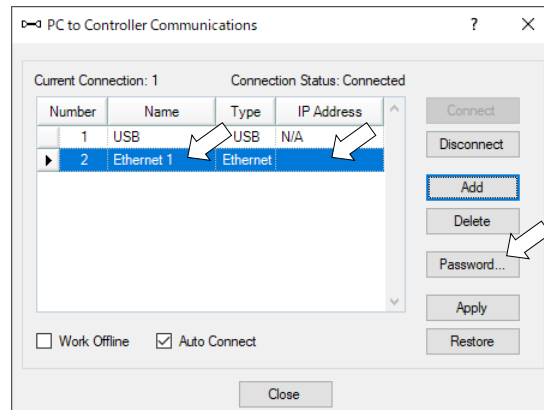 PC to Controller Communications
Current Connection: 1 Connection Status: Connected
Number Name Type IP Address
1 USB USB N/A
2 Ethernet 1 Ethernet
Connect
Disconnect
Add
Delete
Password...
Apply
Restore
Work Offline Auto Connect
Close